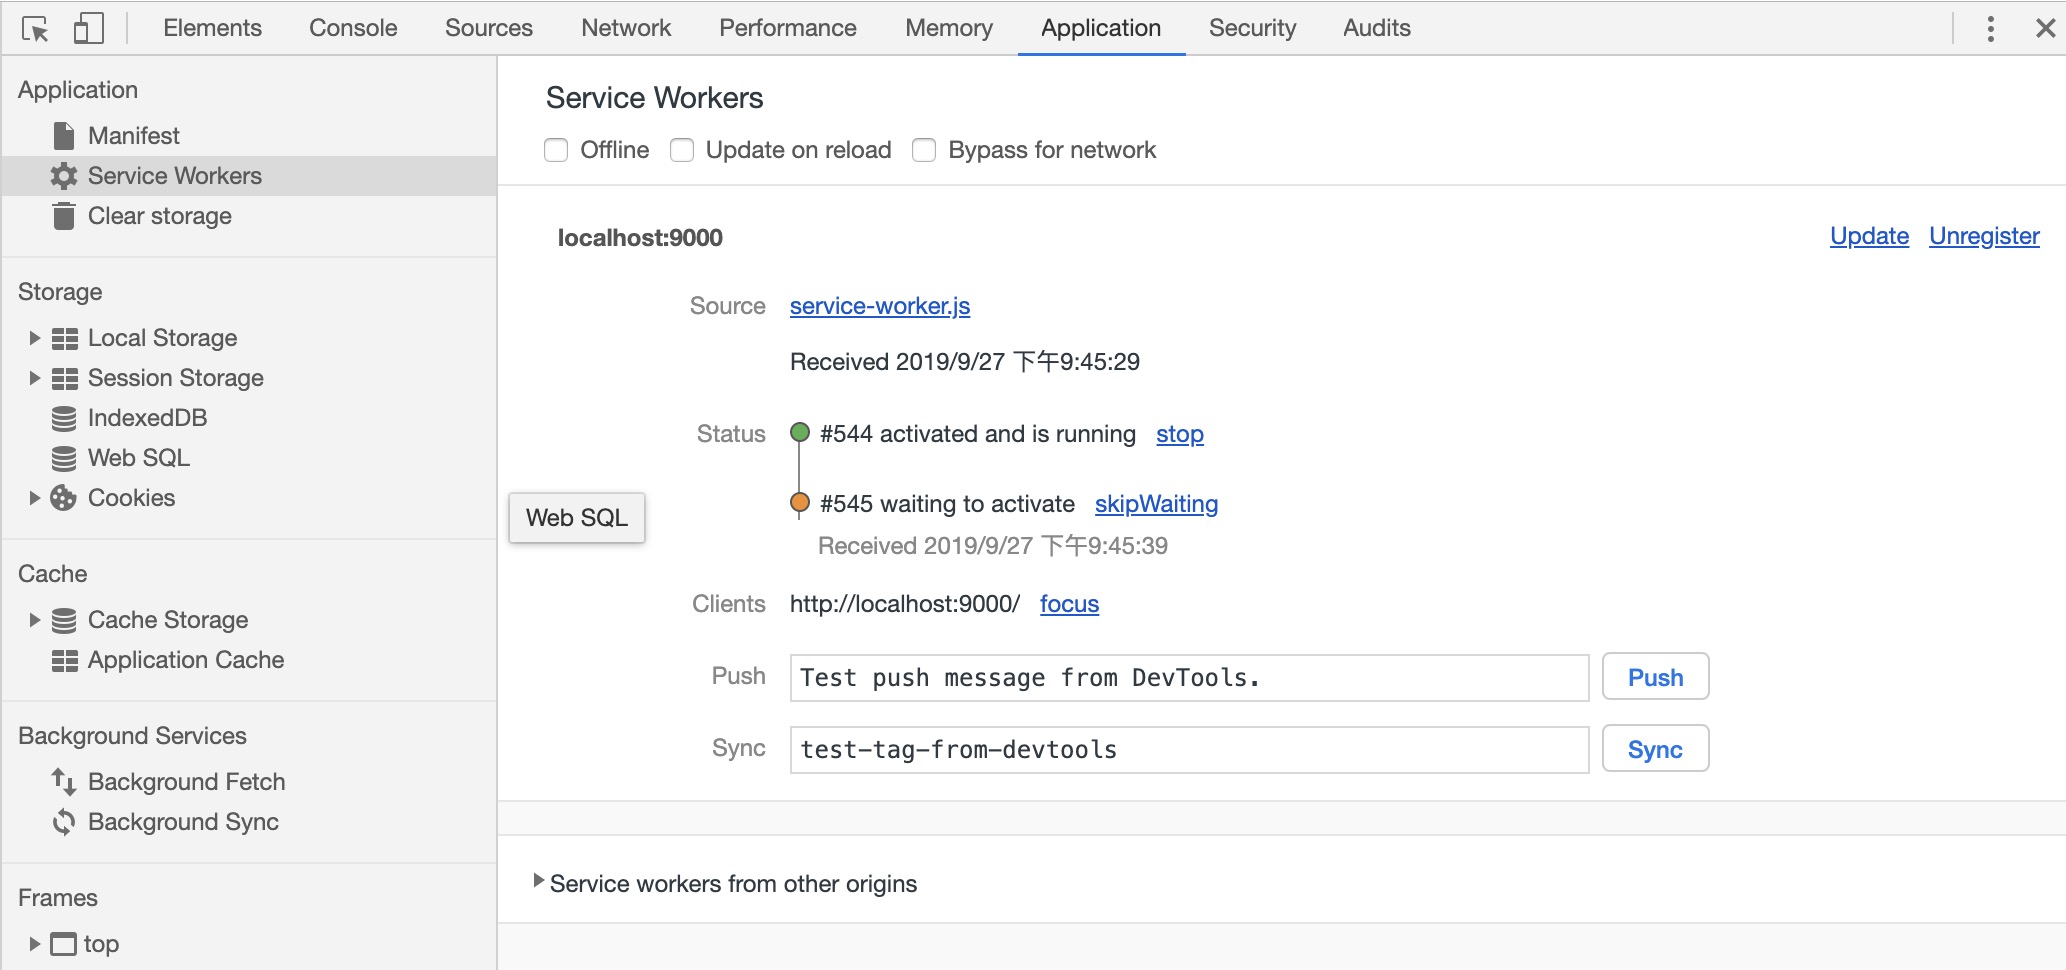 Elements Console Sources Network Performance Memory Application Security Audits
Application
Manifest
Service Workers
Clear storage
Storage
Local Storage
Session Storage
IndexedDB
Web SQL
Cookies
Cache
Cache Storage
Application Cache
Background Services
Background Fetch
Background Sync
Frames
top
Service Workers
Offline Update on reload Bypass for network
localhost:9000 Update Unregister
Source service-worker.js
Received 2019/9/27 下午9:45:29
Status #544 activated and is running stop
#545 waiting to activate skipWaiting
Web SQL
Received 2019/9/27 下午9:45:39
Clients http://localhost:9000/ focus
Push Test push message from DevTools. Push
Sync test-tag-from-devtools Sync
Service workers from other origins